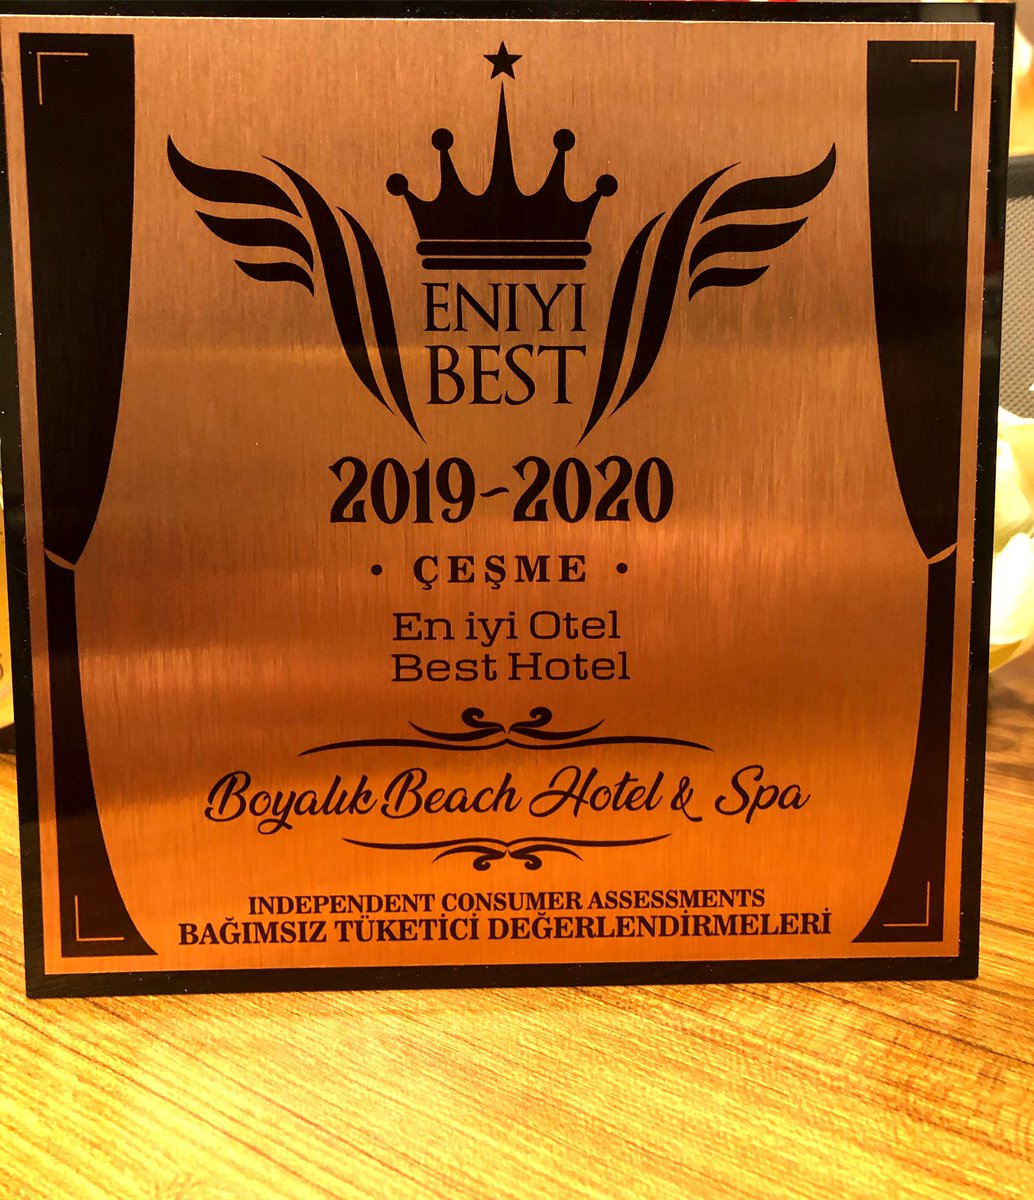 ENIYI
BEST
2019-2020
• ÇEŞME •
En iyi Otel
Best Hotel
Boyalık Beach Hotel & Spa
INDEPENDENT CONSUMER ASSESSMENTS
BAĞIMSIZ TÜKETİCİ DEĞERLENDİRMELERİ